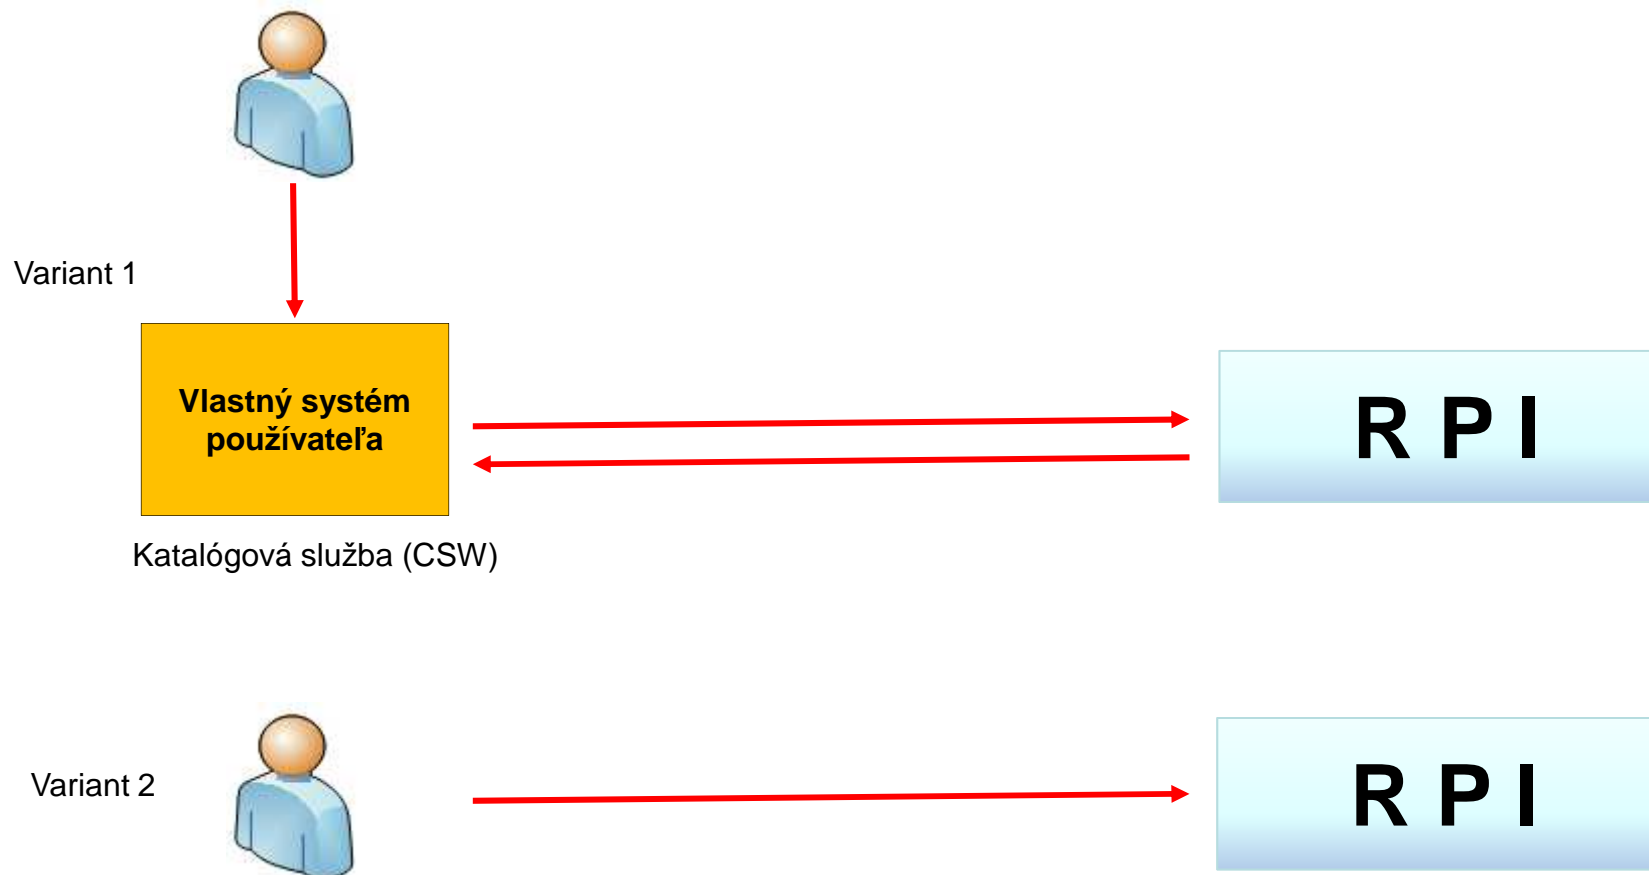 Variant 1
Vlastný systém
používateľa
R P I
Katalógová služba (CSW)
Variant 2
R P I